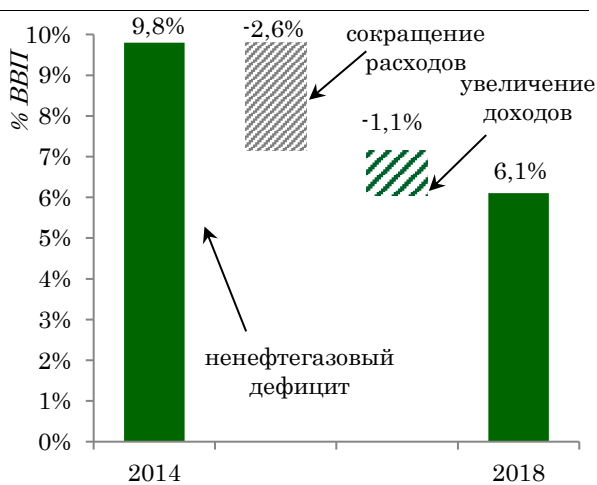 % ВВП
10%
9%
8%
7%
6%
5%
4%
3%
2%
1%
0%
9,8%
-2,6%
сокращение
расходов
увеличение
доходов
-1,1%
6,1%
ненефтегазовый
дефицит
2014
2018